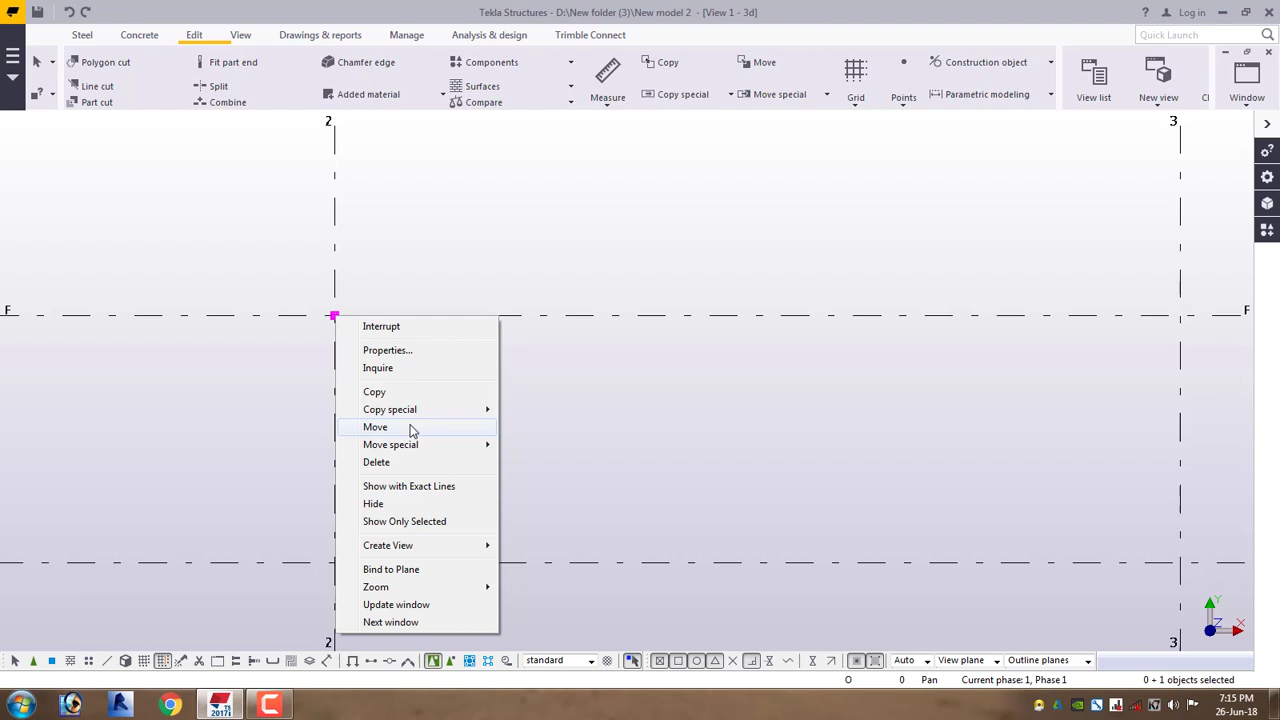 Tekla Structures - D:\New folder (3)\New model 2 - [View 1 - 3d]
? Log in
Steel Concrete Edit View Drawings & reports Manage Analysis & design Trimble Connect Quick Launch
Polygon cut Fit part end Chamfer edge Components Copy Move Construction object
Line cut Split Surfaces
Part cut Combine Added material Compare Measure Copy special Move special Grid Points Parametric modeling View list New view Window
2 3
F F
Interrupt
Properties...
Inquire
Copy
Copy special
Move
Move special
Delete
Show with Exact Lines
Hide
Show Only Selected
Create View
Bind to Plane
Zoom
Update window
Next window
Y
Z X
2 3
standard Auto View plane Outline planes
O 0 Pan Current phase: 1, Phase 1 0 + 1 objects selected
2017i 7:15 PM
26-Jun-18